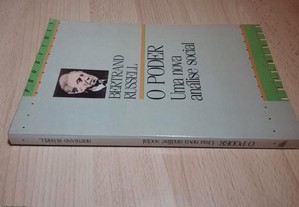 BERTRAND
RUSSELL
O PODER
Uma nova
análise social
BERTRAND RUSSELL O PODER Uma nova análise social